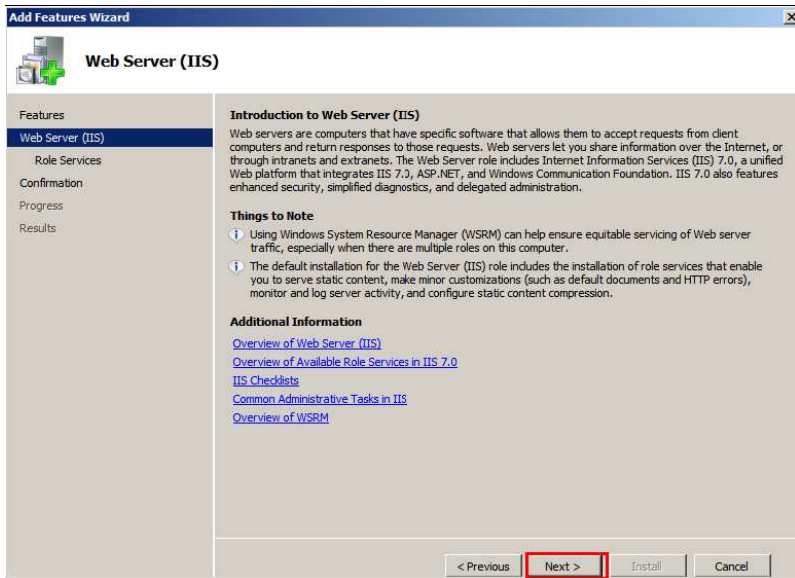 Add Features Wizard
Web Server (IIS)
Features
Web Server (IIS)
Role Services
Confirmation
Progress
Results
Introduction to Web Server (IIS)
Web servers are computers that have specific software that allows them to accept requests from client
computers and return responses to those requests. Web servers let you share information over the Internet, or
through intranets and extranets. The Web Server role includes Internet Information Services (IIS) 7.0, a unified
Web platform that integrates IIS 7.0, ASP.NET, and Windows Communication Foundation. IIS 7.0 also features
enhanced security, simplified diagnostics, and delegated administration.
Things to Note
Using Windows System Resource Manager (WSRM) can help ensure equitable servicing of Web server
traffic, especially when there are multiple roles on this computer.
The default installation for the Web Server (IIS) role includes the installation of role services that enable
you to serve static content, make minor customizations (such as default documents and HTTP errors),
monitor and log server activity, and configure static content compression.
Additional Information
Overview of Web Server (IIS)
Overview of Available Role Services in IIS 7.0
IIS Checklists
Common Administrative Tasks in IIS
Overview of WSRM
< Previous
Next >
Install
Cancel